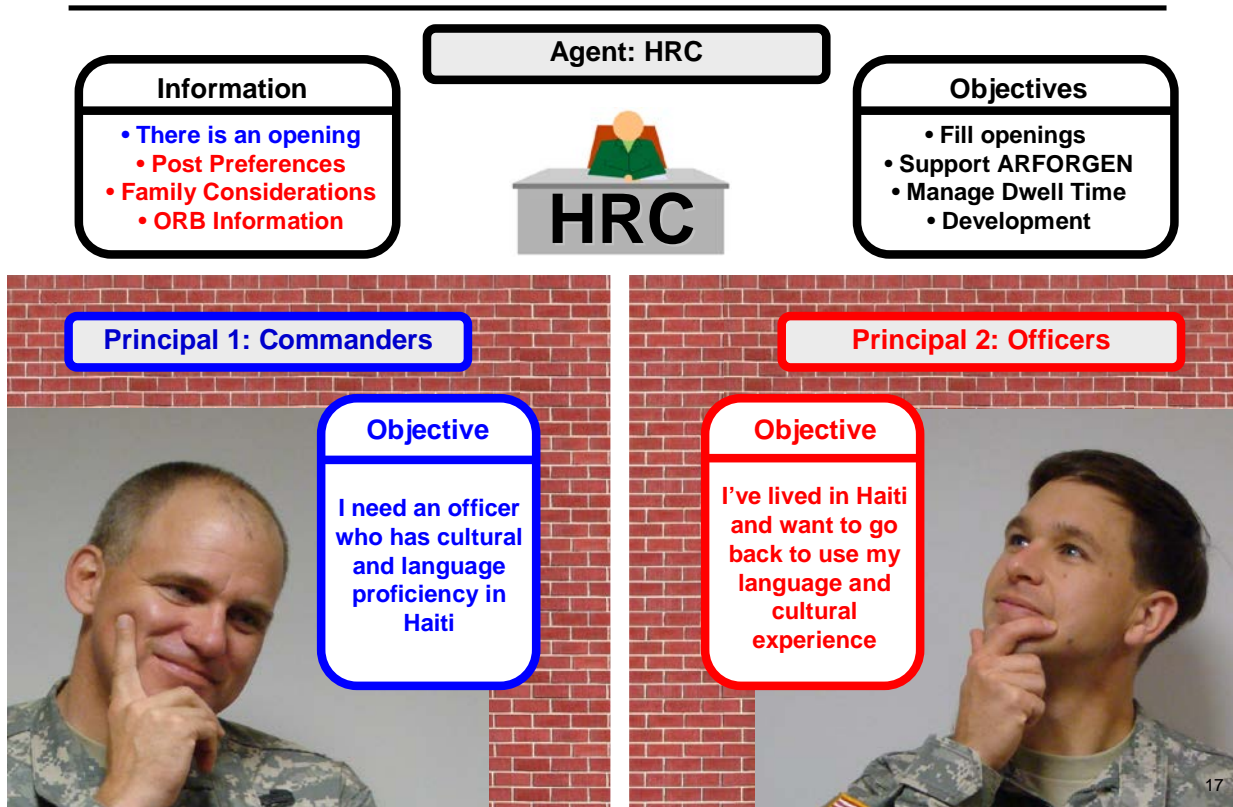 Agent: HRC
Information
• There is an opening
• Post Preferences
• Family Considerations
• ORB Information
HRC
Objectives
• Fill openings
• Support ARFORGEN
• Manage Dwell Time
• Development
Principal 1: Commanders
Objective
I need an officer
who has cultural
and language
proficiency in
Haiti
Principal 2: Officers
Objective
I’ve lived in Haiti
and want to go
back to use my
language and
cultural
experience
17